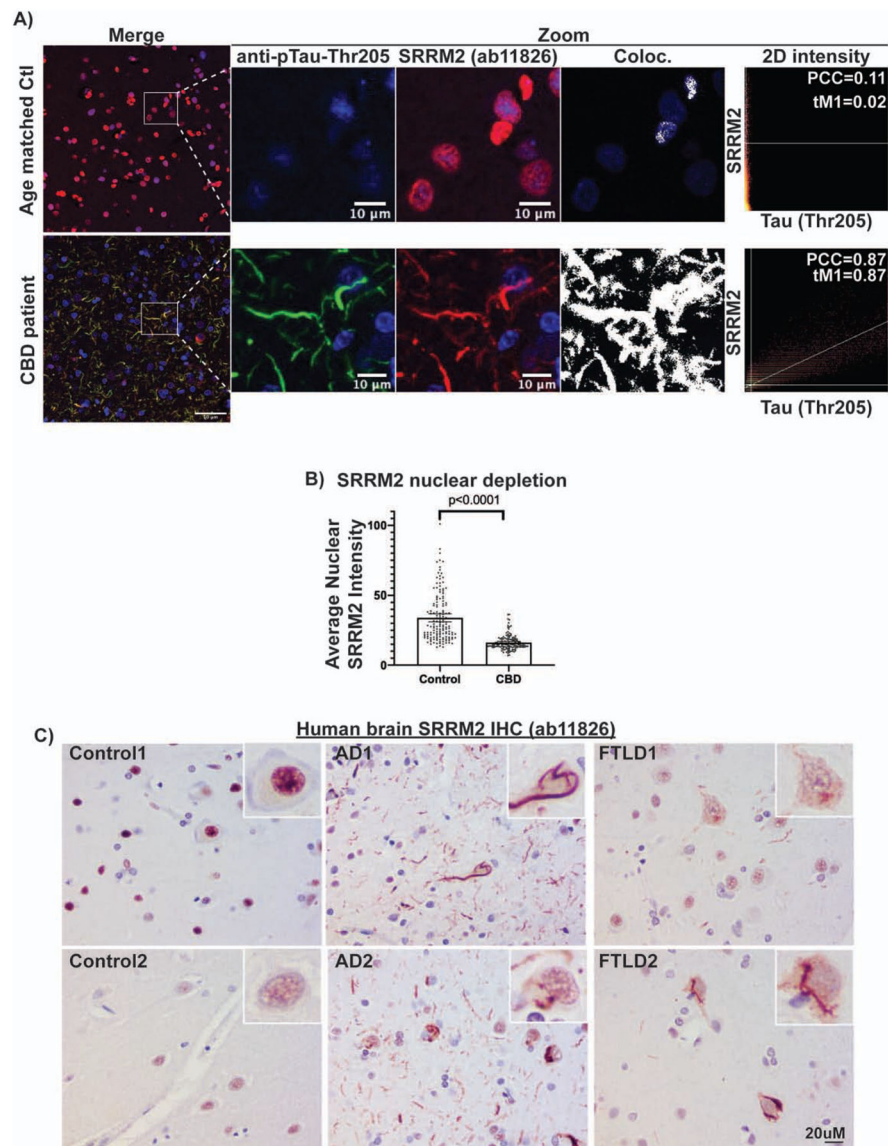 A)
Merge
Zoom
anti-pTau-Thr205 SRRM2 (ab11826) Coloc. 2D intensity
Age matched Ctl
10 µm
10 µm
SRRM2
PCC=0.11
tM1=0.02
Tau (Thr205)
CBD patient
10 µm
10 µm
SRRM2
PCC=0.87
tM1=0.87
Tau (Thr205)
B) SRRM2 nuclear depletion
p<0.0001
Average Nuclear
SRRM2 Intensity
100
50
0
Control CBD
Human brain SRRM2 IHC (ab11826)
C)
Control1 AD1 FTLD1
Control2 AD2 FTLD2
20uM